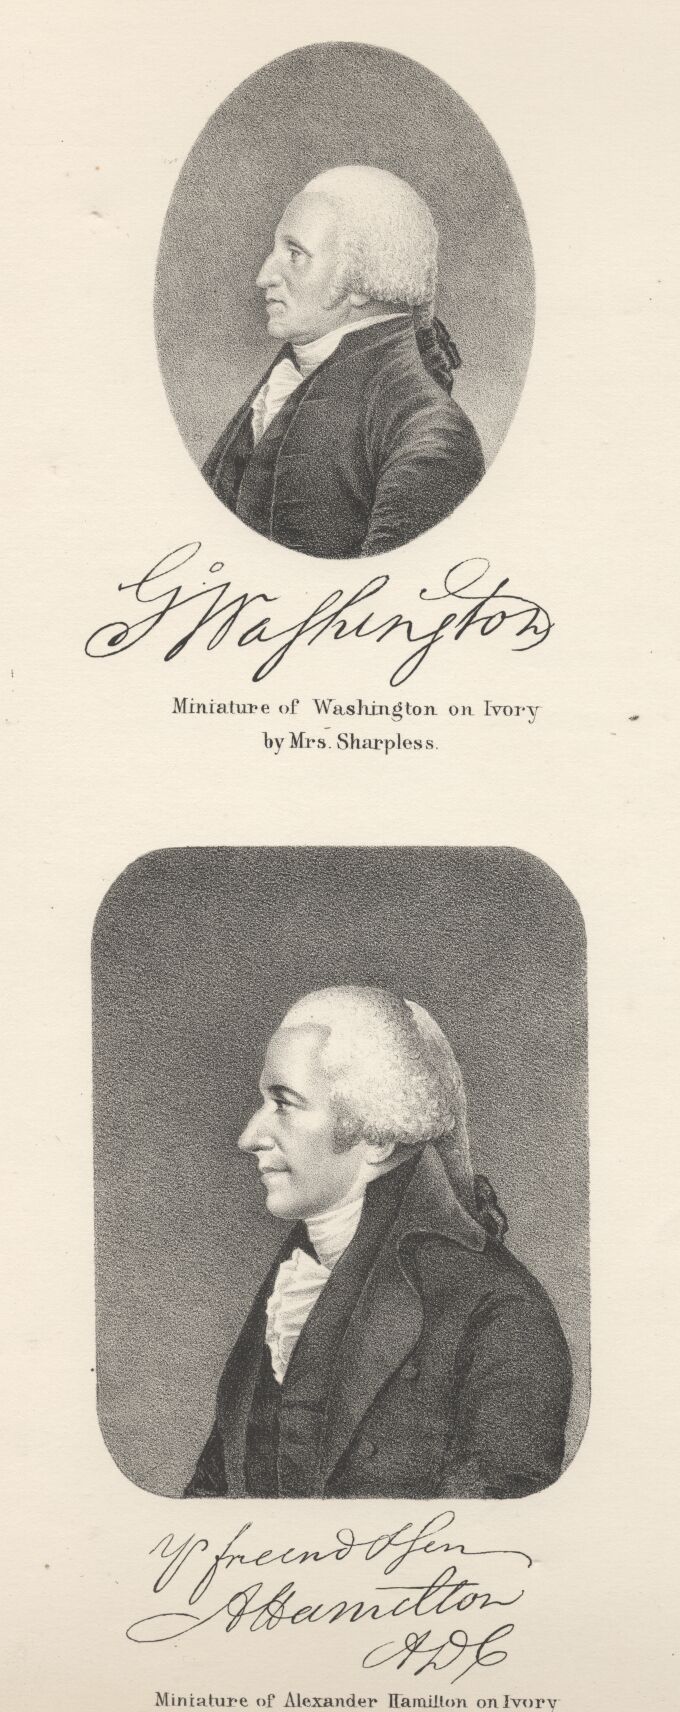 Gº Washington
Miniature of Washington on Ivory
by Mrs. Sharpless.
Yr friend & Ser
A Hamilton
ADC
Miniature of Alexander Hamilton on Ivory